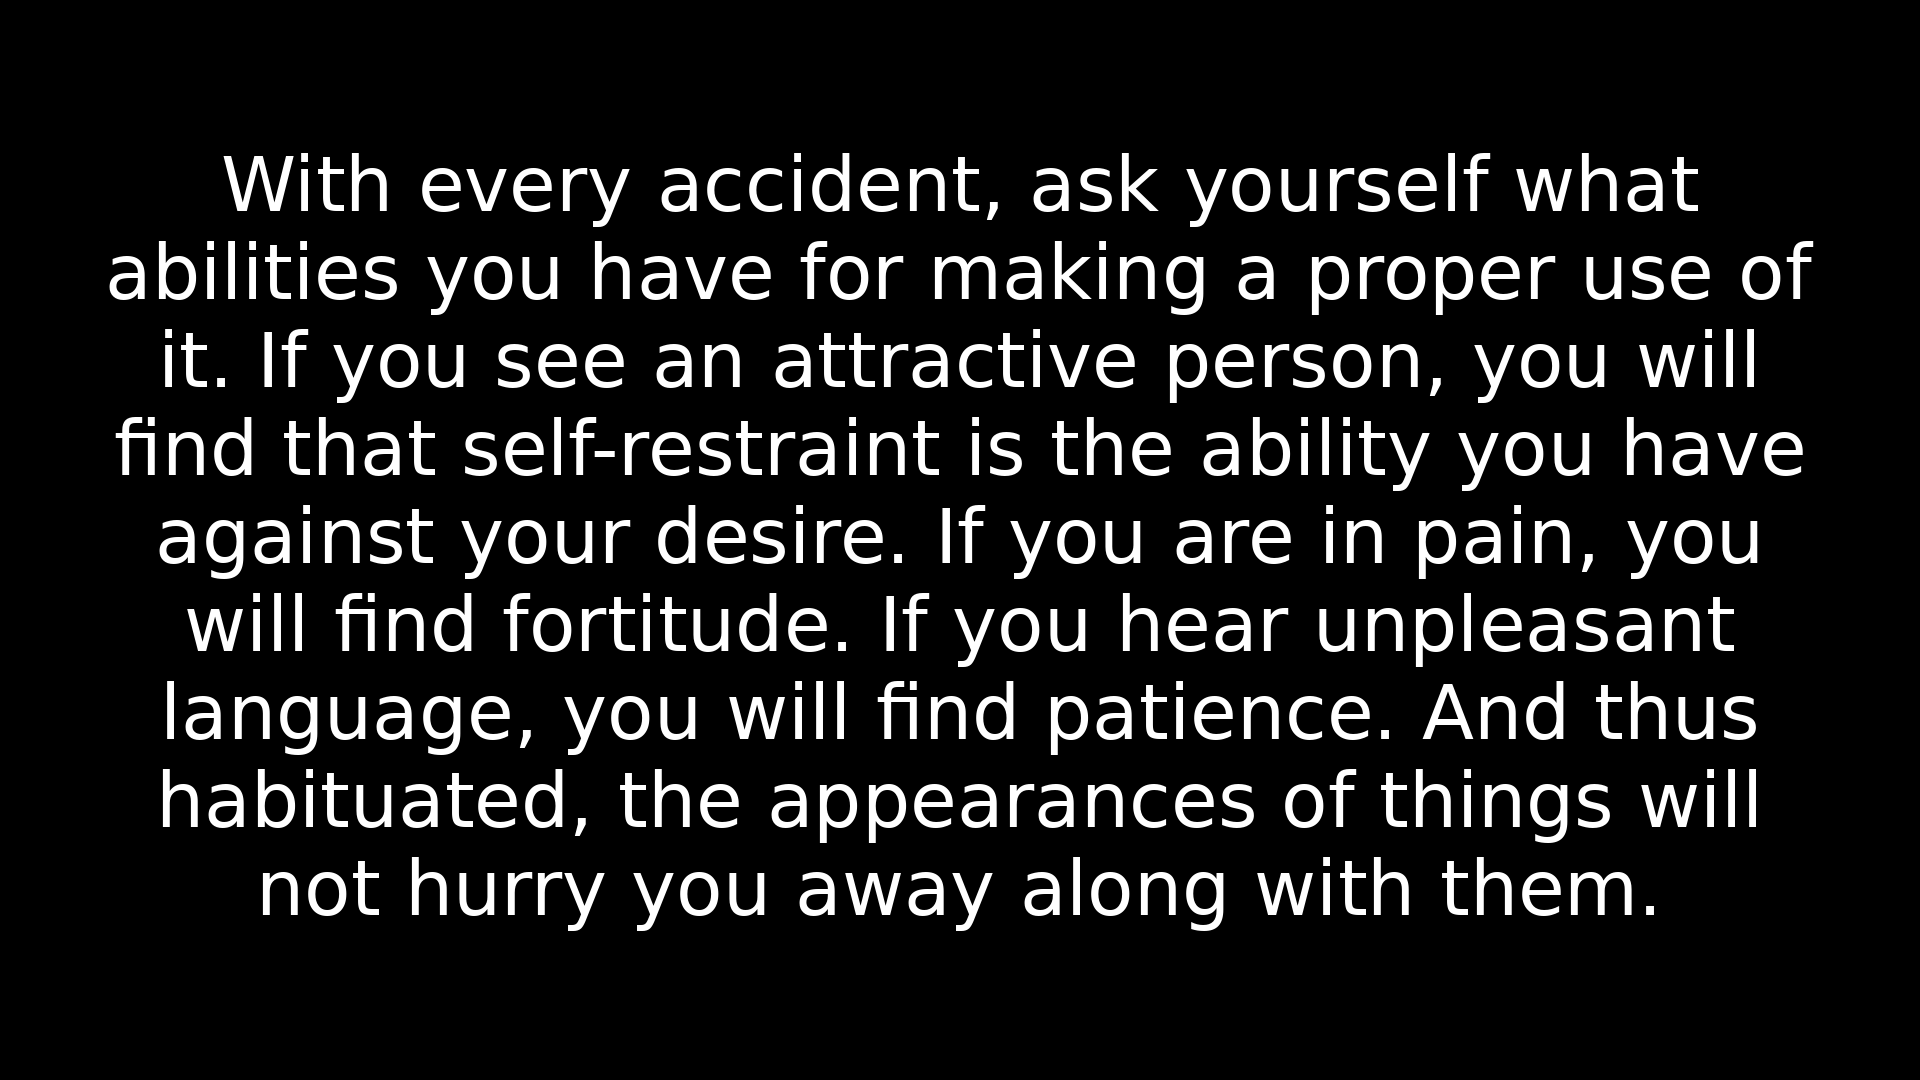 With every accident, ask yourself what
abilities you have for making a proper use of
it. If you see an attractive person, you will
find that self-restraint is the ability you have
against your desire. If you are in pain, you
will find fortitude. If you hear unpleasant
language, you will find patience. And thus
habituated, the appearances of things will
not hurry you away along with them.